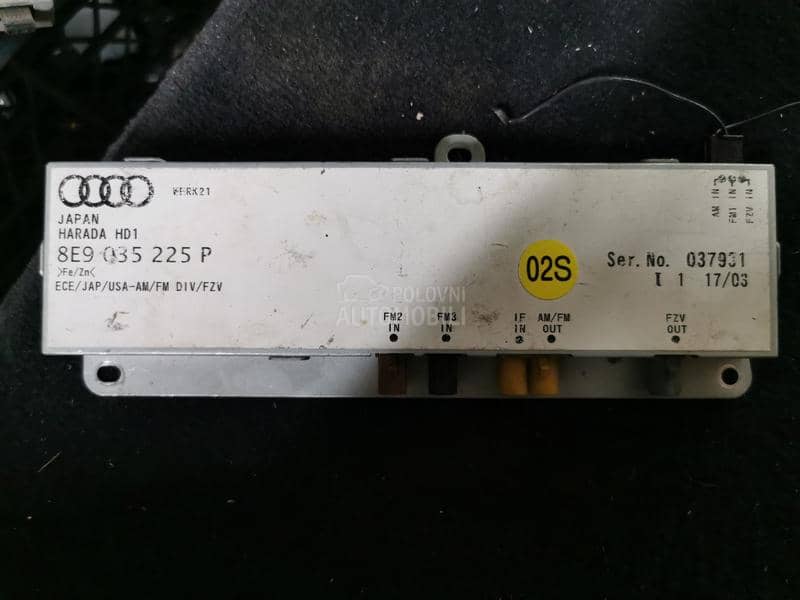 WERK21
JAPAN
HARADA HD1
8E9 035 225 P
>Fe/Zn<
ECE/JAP/USA-AM/FM DIV/FZV
02S
AM IN
FM1 IN
FZV IN
Ser.No. 037931
I 1 17/03
POLOVNI
AUTOMOBILI
FM2
IN
FM3
IN
IF
IN
AM/FM
OUT
FZV
OUT